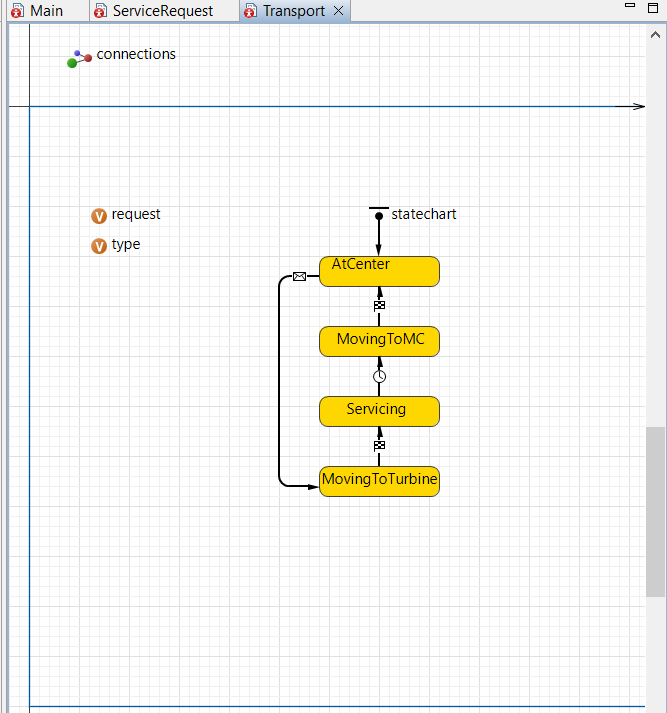 Main
ServiceRequest
Transport
connections
request
type
statechart
AtCenter
MovingToMC
Servicing
MovingToTurbine